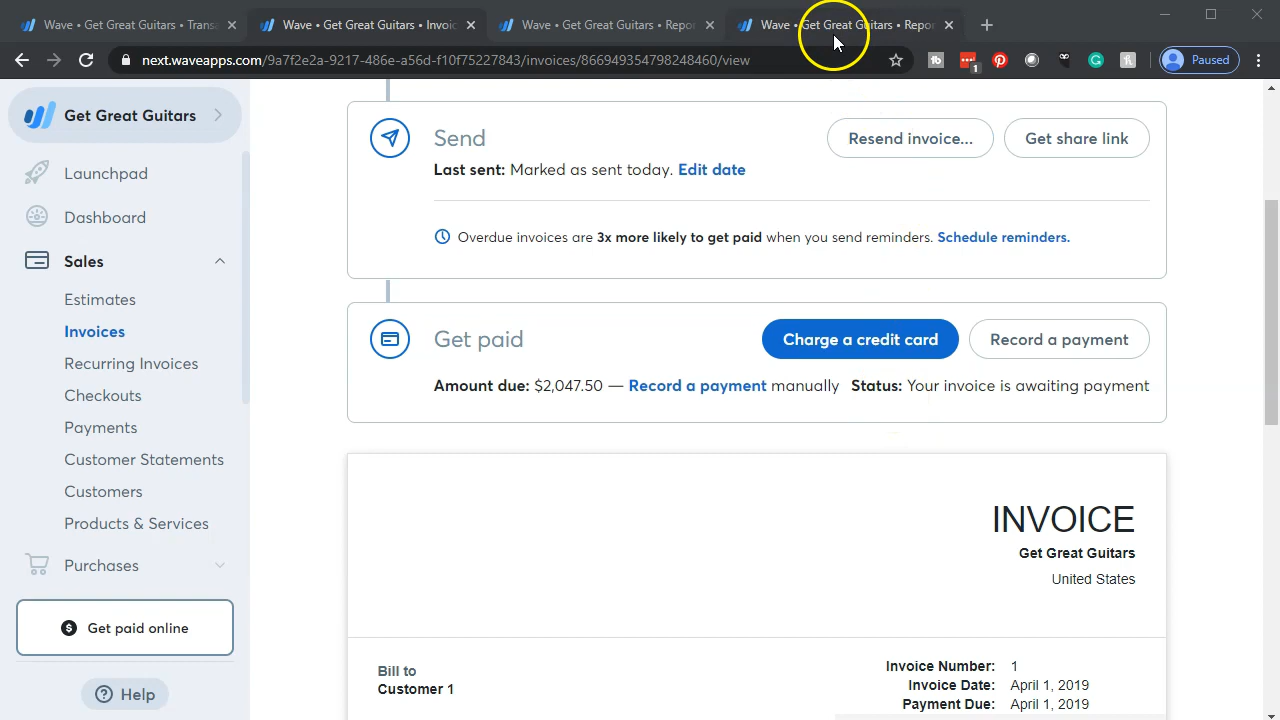 Wave • Get Great Guitars • Transa
Wave • Get Great Guitars • Invoic
Wave • Get Great Guitars • Repor
Wave • Get Great Guitars • Repor
next.waveapps.com/9a7f5e2a-9217-486e-a56d-f10f75227843/invoices/866949354798248460/view
1
Paused
Get Great Guitars
Launchpad
Dashboard
Sales
Estimates
Invoices
Recurring Invoices
Checkouts
Payments
Customer Statements
Customers
Products & Services
Purchases
Get paid online
Help
Send
Resend invoice...
Get share link
Last sent: Marked as sent today. Edit date
Overdue invoices are 3x more likely to get paid when you send reminders. Schedule reminders.
Get paid
Charge a credit card
Record a payment
Amount due: $2,047.50 — Record a payment manually Status: Your invoice is awaiting payment
INVOICE
Get Great Guitars
United States
Bill to
Customer 1
Invoice Number: 1
Invoice Date: April 1, 2019
Payment Due: April 1, 2019